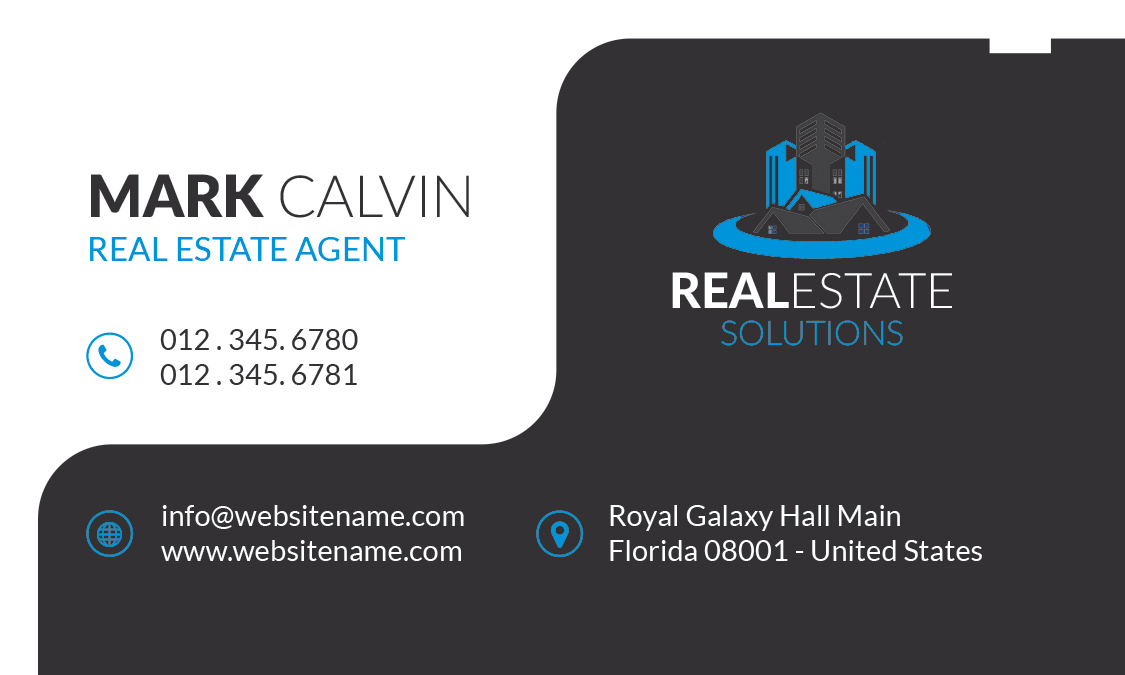 MARK CALVIN
REAL ESTATE AGENT
012 . 345. 6780
012 . 345. 6781
REALESTATE
SOLUTIONS
info@websitename.com
www.websitename.com
Royal Galaxy Hall Main
Florida 08001 - United States